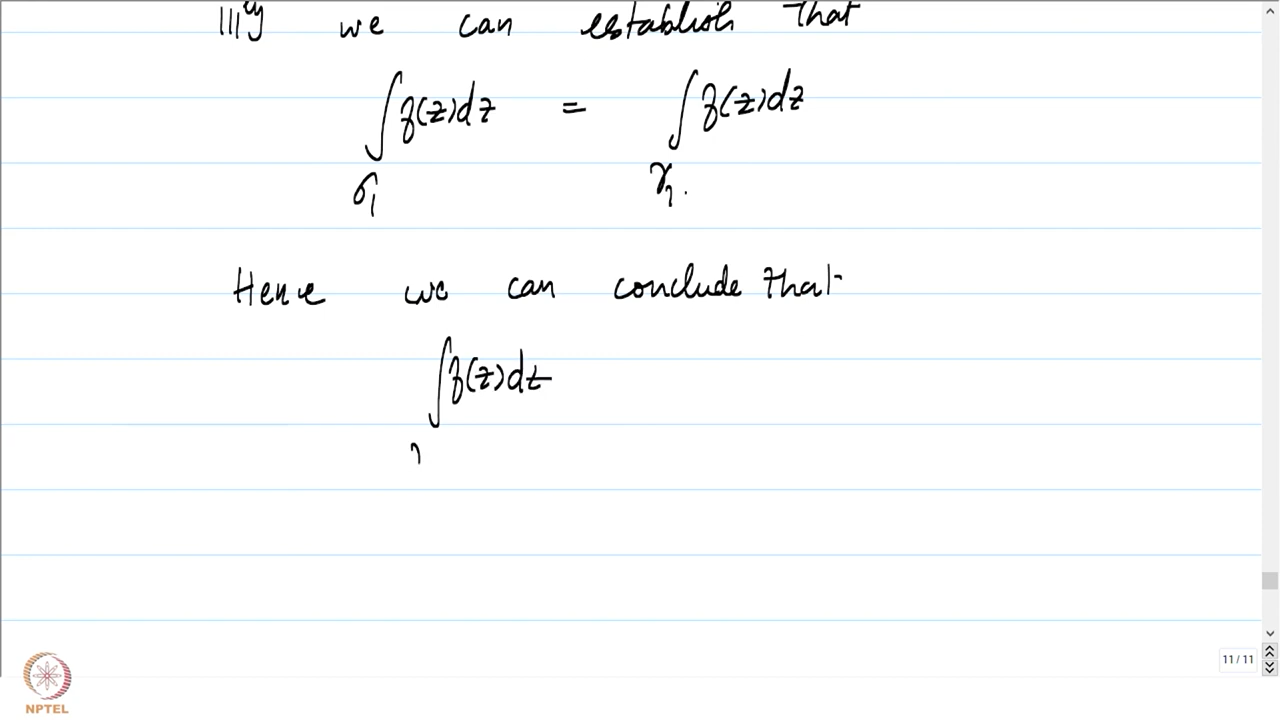 |||ly we can establish that
∫f(z)dz = ∫f(z)dz
σ₁ γ₁.
Hence we can conclude that
∫f(z)dz
11 / 11
NPTEL